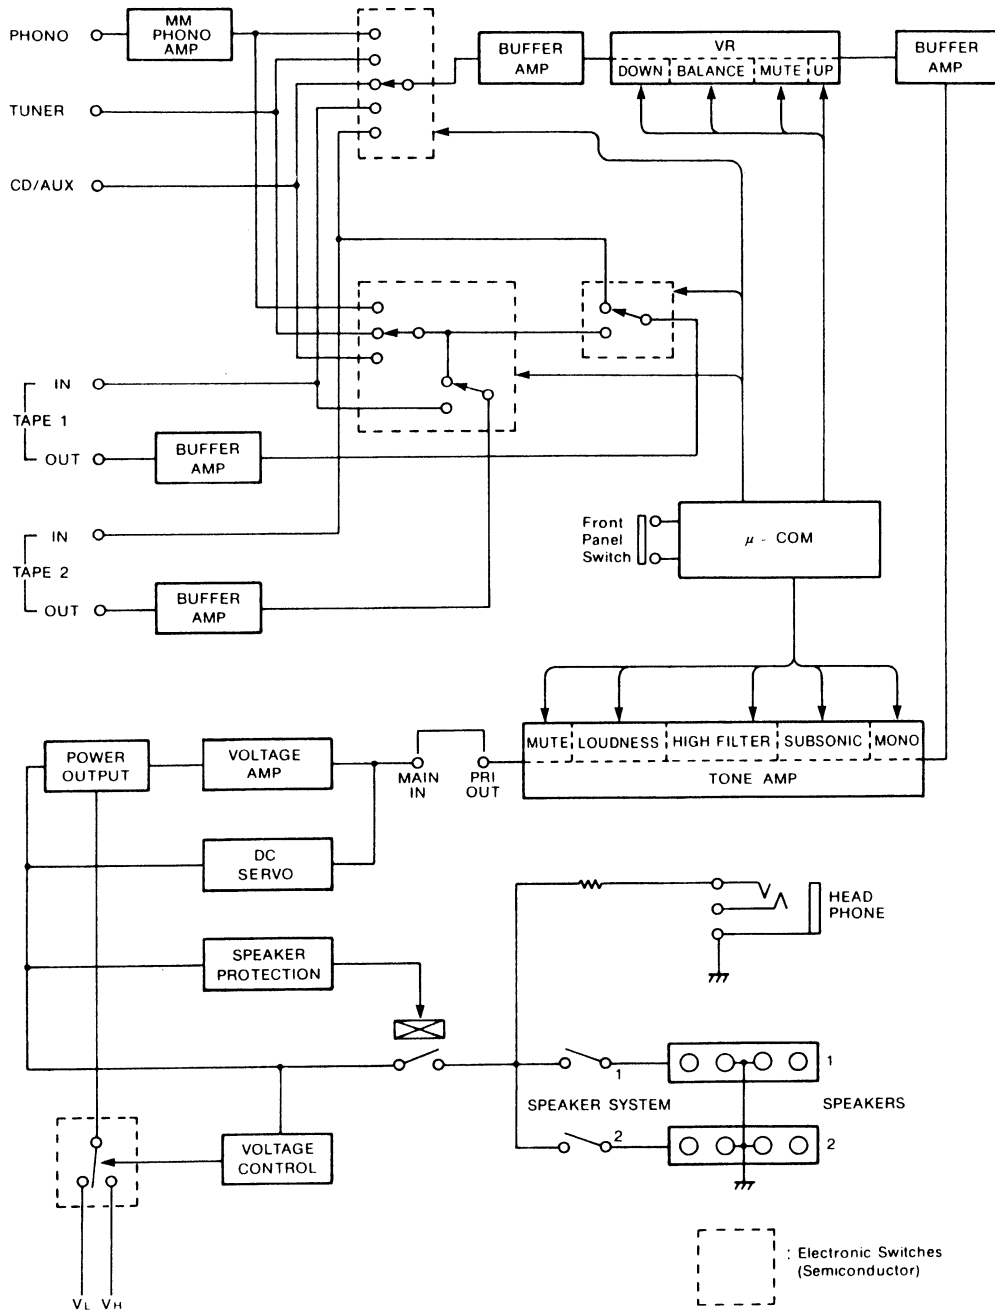 PHONO
MM
PHONO
AMP
BUFFER
AMP
VR
DOWN BALANCE MUTE UP
BUFFER
AMP
TUNER
CD/AUX
IN
TAPE 1
OUT
BUFFER
AMP
IN
TAPE 2
OUT
BUFFER
AMP
Front
Panel
Switch
μ - COM
MUTE LOUDNESS HIGH FILTER SUBSONIC MONO
TONE AMP
POWER
OUTPUT
VOLTAGE
AMP
MAIN
IN
PRI
OUT
DC
SERVO
HEAD
PHONE
SPEAKER
PROTECTION
1
1
SPEAKER SYSTEM
SPEAKERS
2
2
VOLTAGE
CONTROL
VL VH
: Electronic Switches
(Semiconductor)